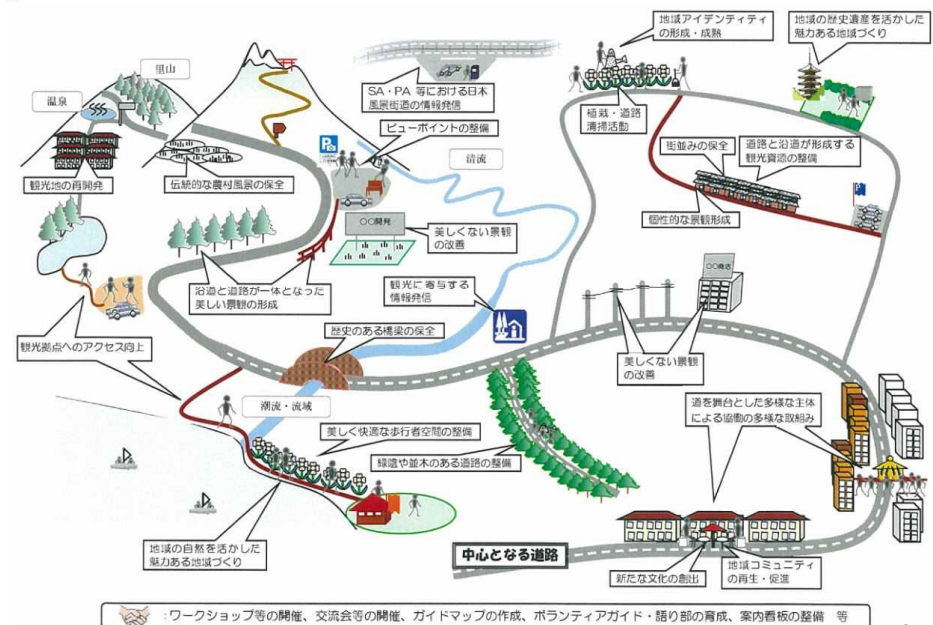 里山
温泉
観光地の再開発
伝統的な農村風景の保全
SA・PA 等における日本
風景街道の情報発信
ビューポイントの整備
清流
地域アイデンティティ
の形成・成熟
植栽・道路
清掃活動
地域の歴史遺産を活かした
魅力ある地域づくり
街並みの保全
道路と沿道が形成する
観光資源の整備
個性的な景観形成
○○開発
美しくない景観
の改善
沿道と道路が一体となった
美しい景観の形成
観光に寄与する
情報発信
観光拠点へのアクセス向上
歴史のある橋梁の保全
美しくない景観
の改善
潮流・流域
美しく快適な歩行者空間の整備
緑陰や並木のある道路の整備
道を舞台とした多様な主体
による協働の多様な取組み
地域の自然を活かした
魅力ある地域づくり
中心となる道路
新たな文化の創出
地域コミュニティ
の再生・促進
:ワークショップ等の開催、交流会等の開催、ガイドマップの作成、ボランティアガイド・語り部の育成、案内看板の整備 等